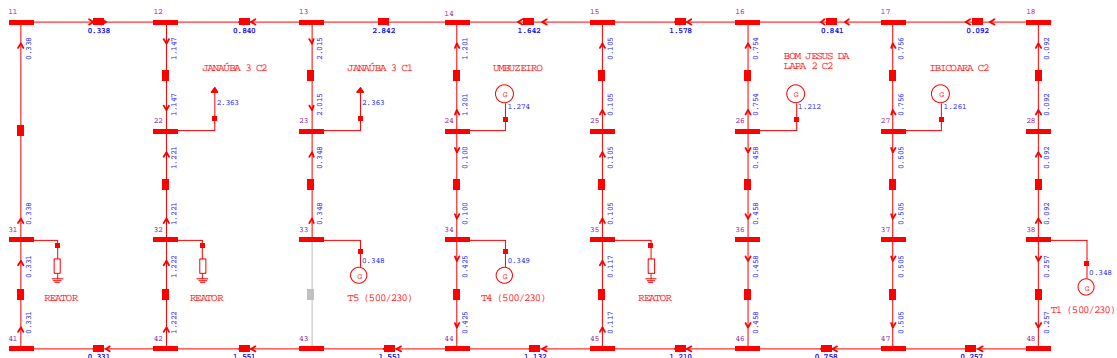 11 12 13 14 15 16 17 18
0.338 0.840 2.842 1.642 1.578 0.841 0.092
0.338 1.147 2.015 1.201 0.105 0.754 0.756 0.092
BOM JESUS DA
LAPA 2 C2
JANAÚBA 3 C2 JANAÚBA 3 C1 UMBUZEIRO IBICOARA C2
G G G
2.363 2.363 1.274 1.212 1.261
1.147 2.015 1.201 0.105 0.754 0.756 0.092
22 23 24 25 26 27 28
1.221 0.348 0.100 0.105 0.458 0.505 0.092
0.338 1.221 0.348 0.100 0.105 0.458 0.505 0.092
31 32 33 34 35 36 37 38
0.331 1.222 0.348 0.425 0.349 0.117 0.458 0.505 0.257 0.348
G G G
REATOR REATOR T5 (500/230) T4 (500/230) REATOR T1 (500/230)
0.331 1.222 0.425 0.117 0.458 0.505 0.257
41 42 43 44 45 46 47 48
0.331 1.551 1.551 1.132 1.210 0.758 0.257